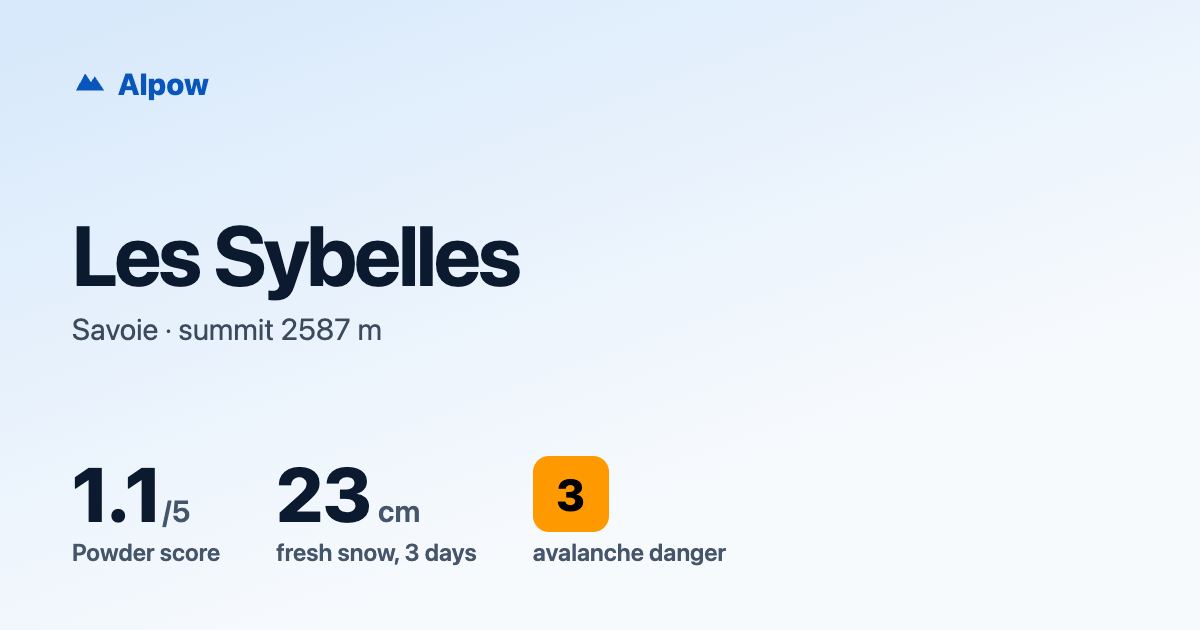 Alpow
Les Sybelles
Savoie · summit 2587 m
1.1/5
Powder score
23 cm
fresh snow, 3 days
3
avalanche danger